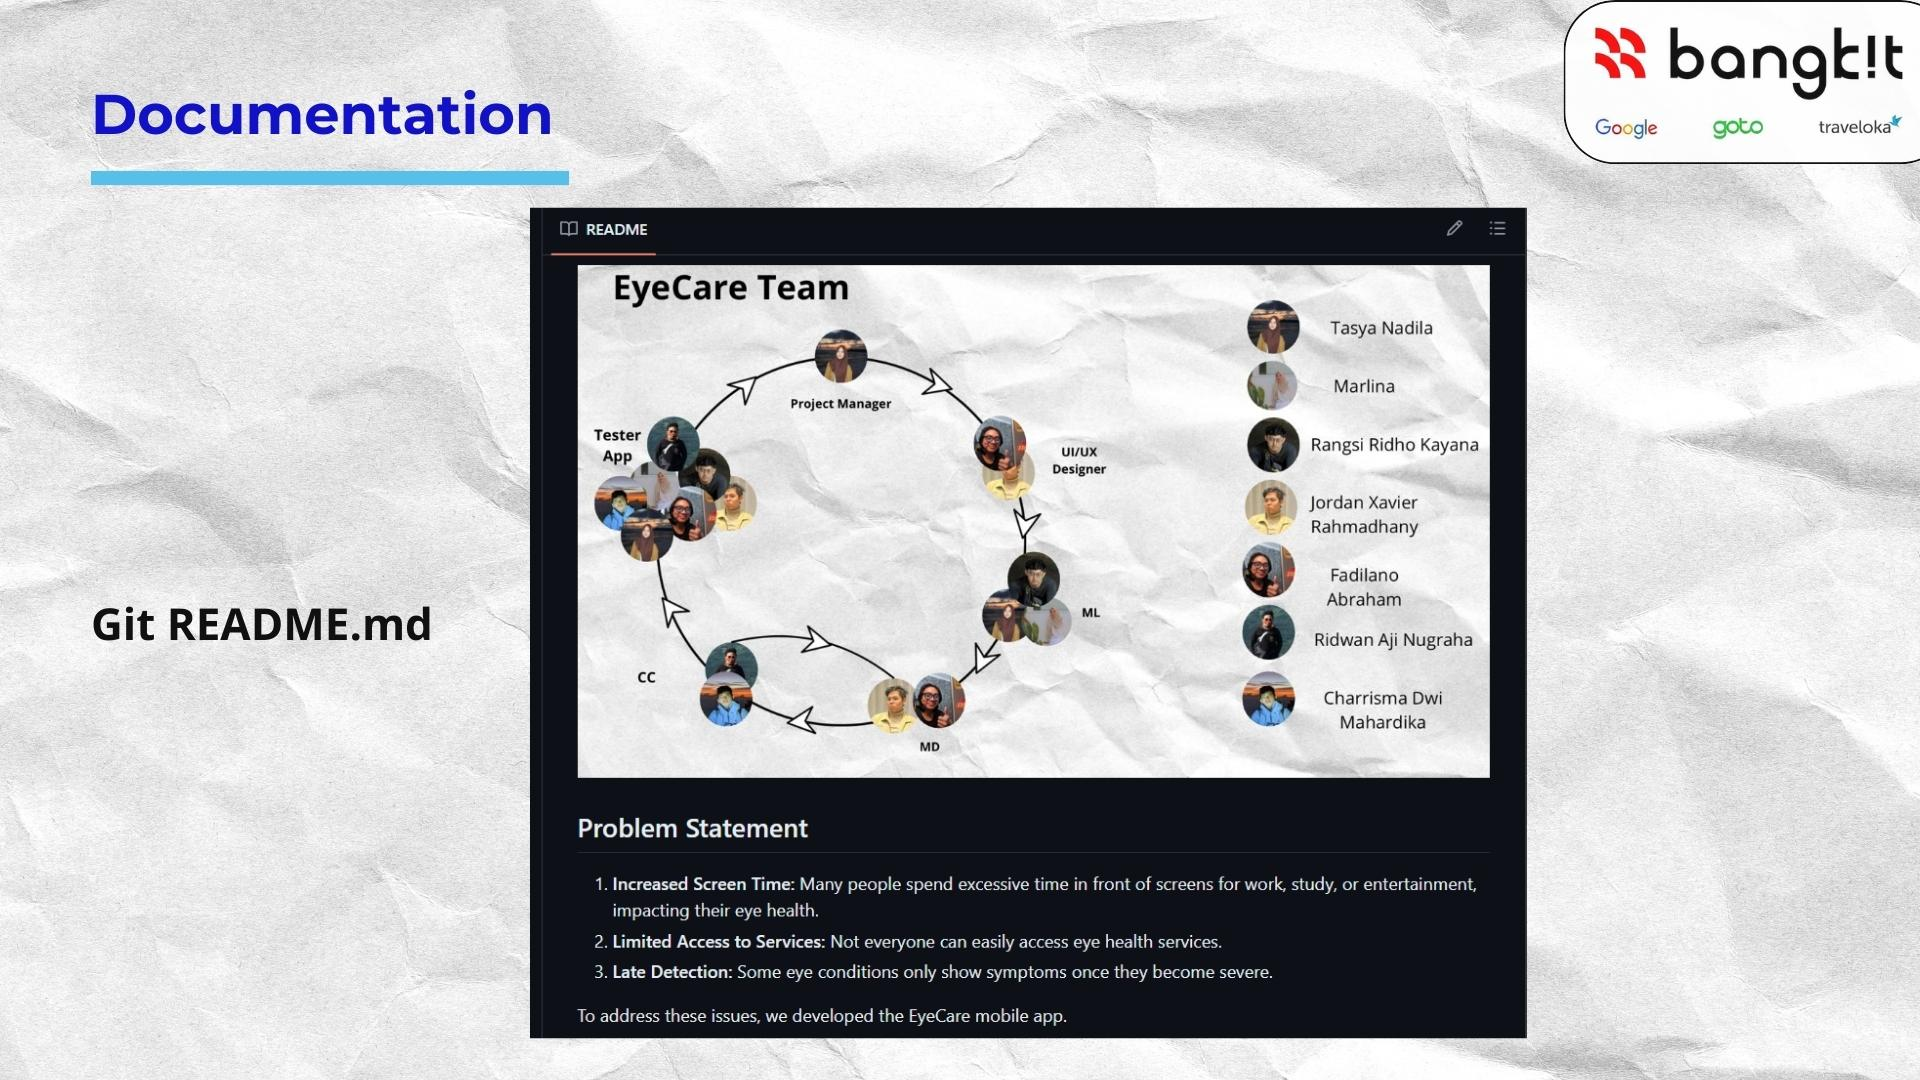 bangk!t
Google goto traveloka
Documentation
Git README.md
README
EyeCare Team
Project Manager
Tester
App
UI/UX
Designer
ML
CC
MD
Tasya Nadila
Marlina
Rangsi Ridho Kayana
Jordan Xavier
Rahmadhany
Fadilano
Abraham
Ridwan Aji Nugraha
Charrisma Dwi
Mahardika
Problem Statement
1. Increased Screen Time: Many people spend excessive time in front of screens for work, study, or entertainment,
impacting their eye health.
2. Limited Access to Services: Not everyone can easily access eye health services.
3. Late Detection: Some eye conditions only show symptoms once they become severe.
To address these issues, we developed the EyeCare mobile app.